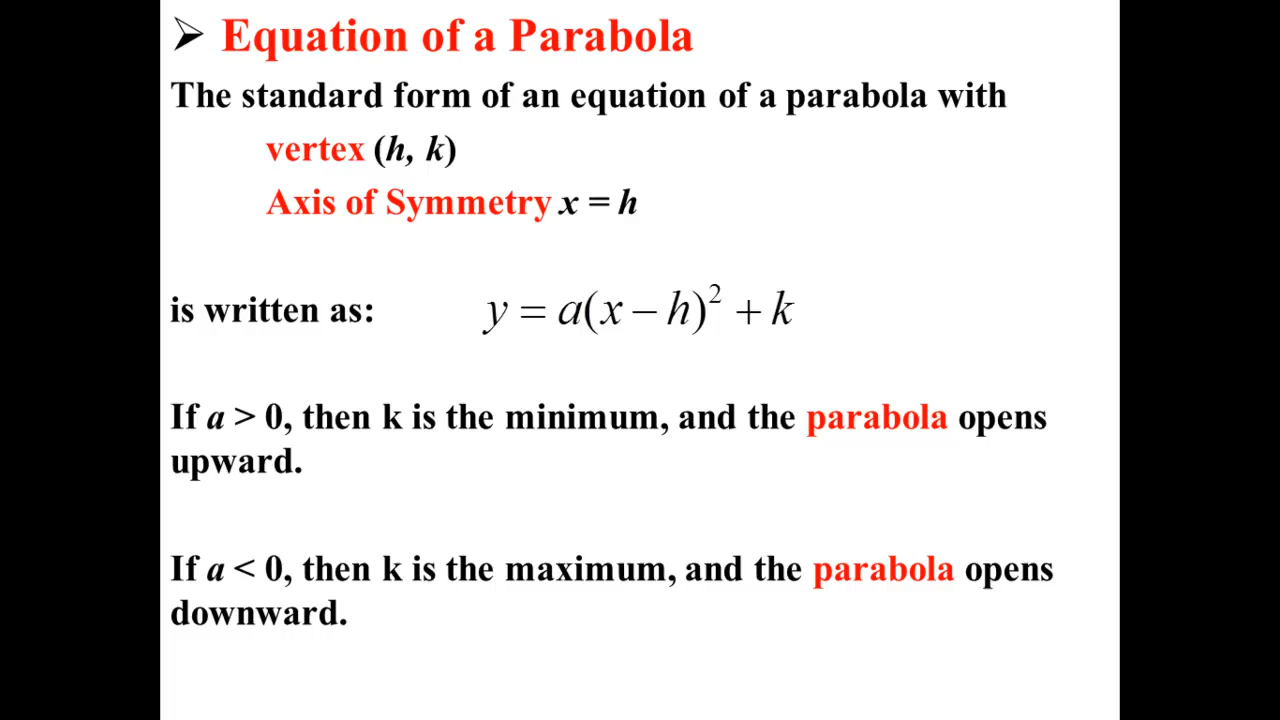 ➢ Equation of a Parabola
The standard form of an equation of a parabola with
vertex (h, k)
Axis of Symmetry x = h
is written as: y = a(x − h)² + k
If a > 0, then k is the minimum, and the parabola opens
upward.
If a < 0, then k is the maximum, and the parabola opens
downward.